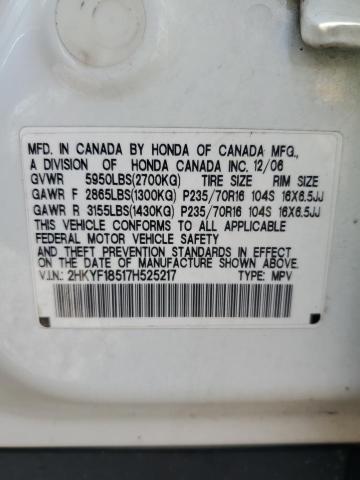 MFD. IN CANADA BY HONDA OF CANADA MFG.,
A DIVISION OF HONDA CANADA INC. 12/06
GVWR 5950LBS(2700KG) TIRE SIZE RIM SIZE
GAWR F 2865LBS(1300KG) P235/70R16 104S 16X6.5JJ
GAWR R 3155LBS(1430KG) P235/70R16 104S 16X6.5JJ
THIS VEHICLE CONFORMS TO ALL APPLICABLE
FEDERAL MOTOR VEHICLE SAFETY AND
THEFT PREVENTION STANDARDS IN EFFECT
ON THE DATE OF MANUFACTURE SHOWN ABOVE.
V.I.N.: 2HKYF18517H525217 TYPE: MPV